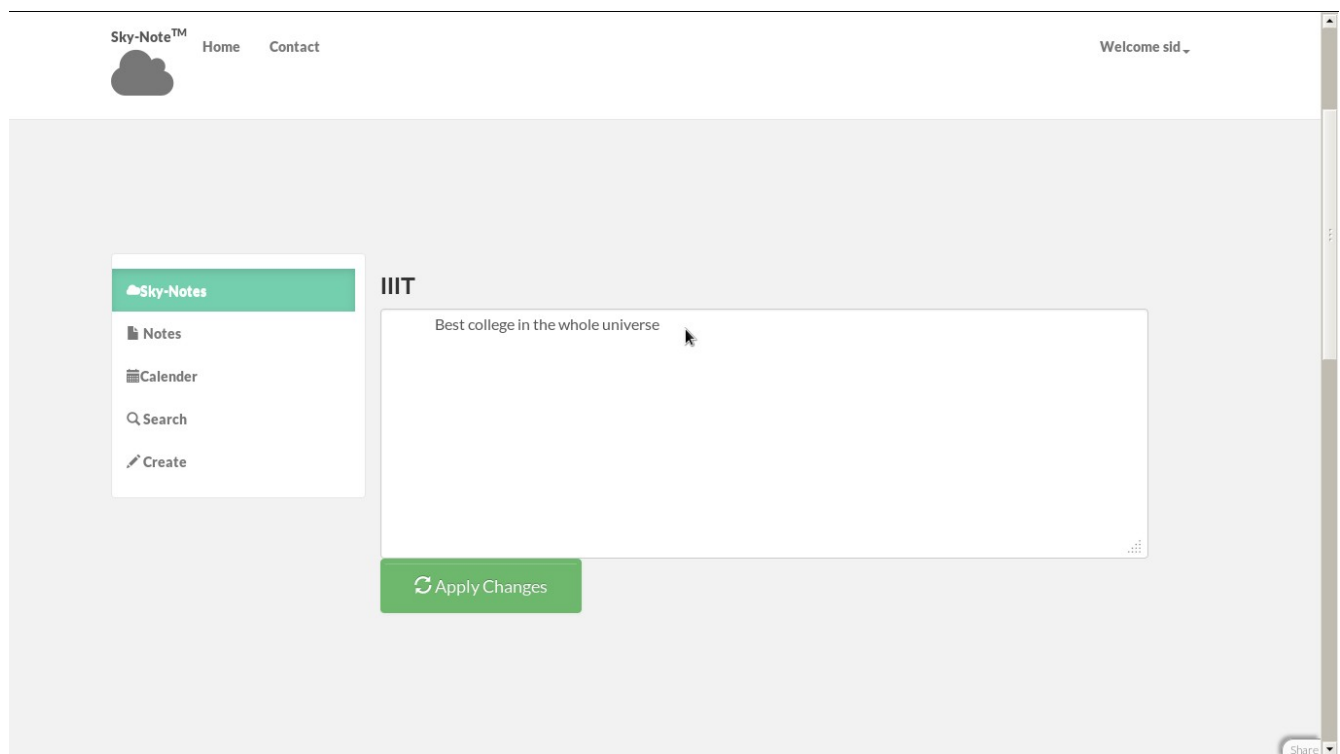 Sky-Note™
Home Contact
Welcome sid
Sky-Notes
Notes
Calender
Search
Create
IIIT
Best college in the whole universe
Apply Changes
Share